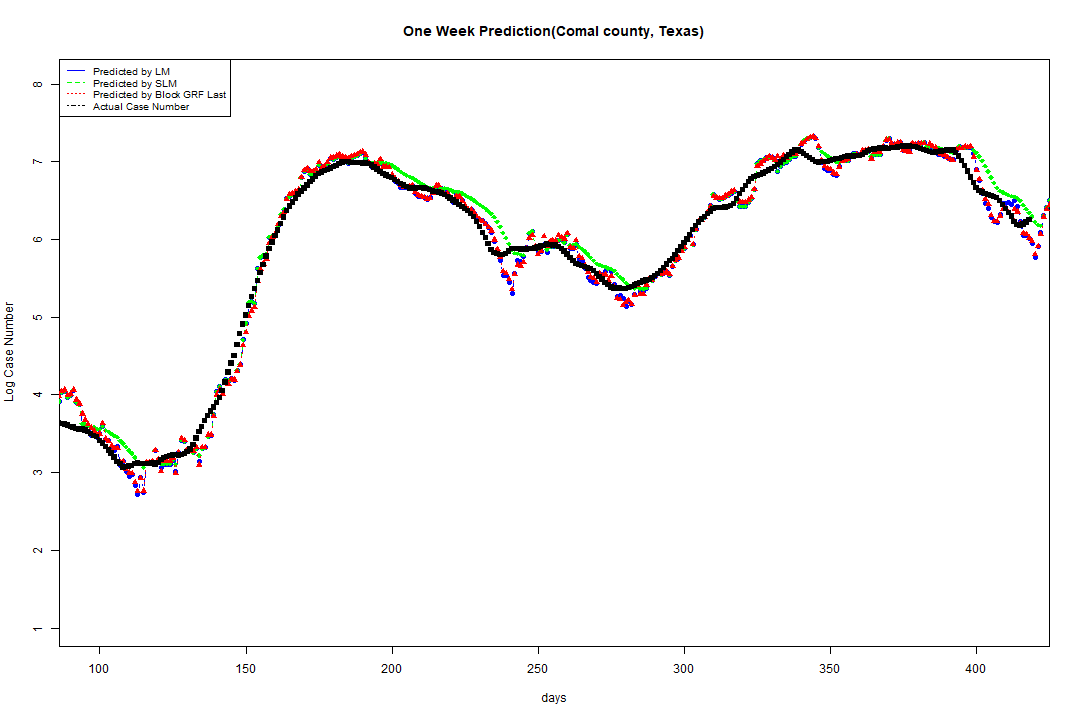 One Week Prediction(Comal county, Texas)
Predicted by LM
Predicted by SLM
Predicted by Block GRF Last
Actual Case Number
8
7
6
5
4
3
2
1
Log Case Number
100 150 200 250 300 350 400
days